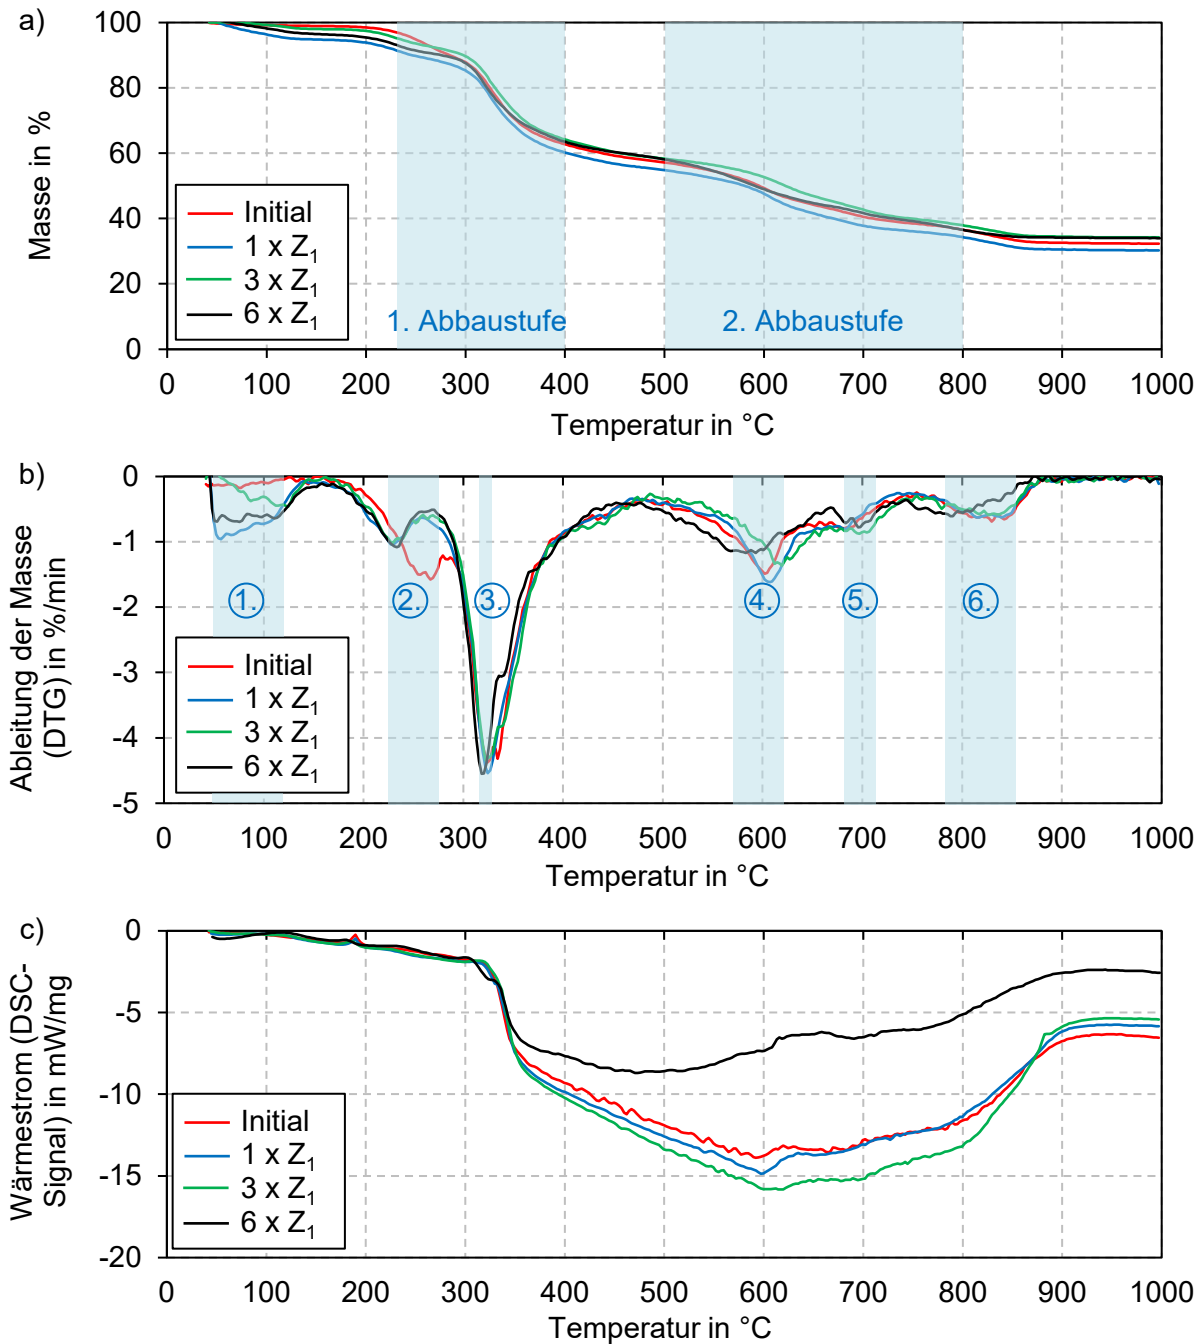 a)
Masse in %
100
80
60
40
20
0
Initial
1 x Z1
3 x Z1
6 x Z1
1. Abbaustufe
2. Abbaustufe
0 100 200 300 400 500 600 700 800 900 1000
Temperatur in °C
b)
Ableitung der Masse
(DTG) in %/min
0
-1
-2
-3
-4
-5
1. 2. 3. 4. 5. 6.
Initial
1 x Z1
3 x Z1
6 x Z1
0 100 200 300 400 500 600 700 800 900 1000
Temperatur in °C
c)
Wärmestrom (DSC-
Signal) in mW/mg
0
-5
-10
-15
-20
Initial
1 x Z1
3 x Z1
6 x Z1
0 100 200 300 400 500 600 700 800 900 1000
Temperatur in °C